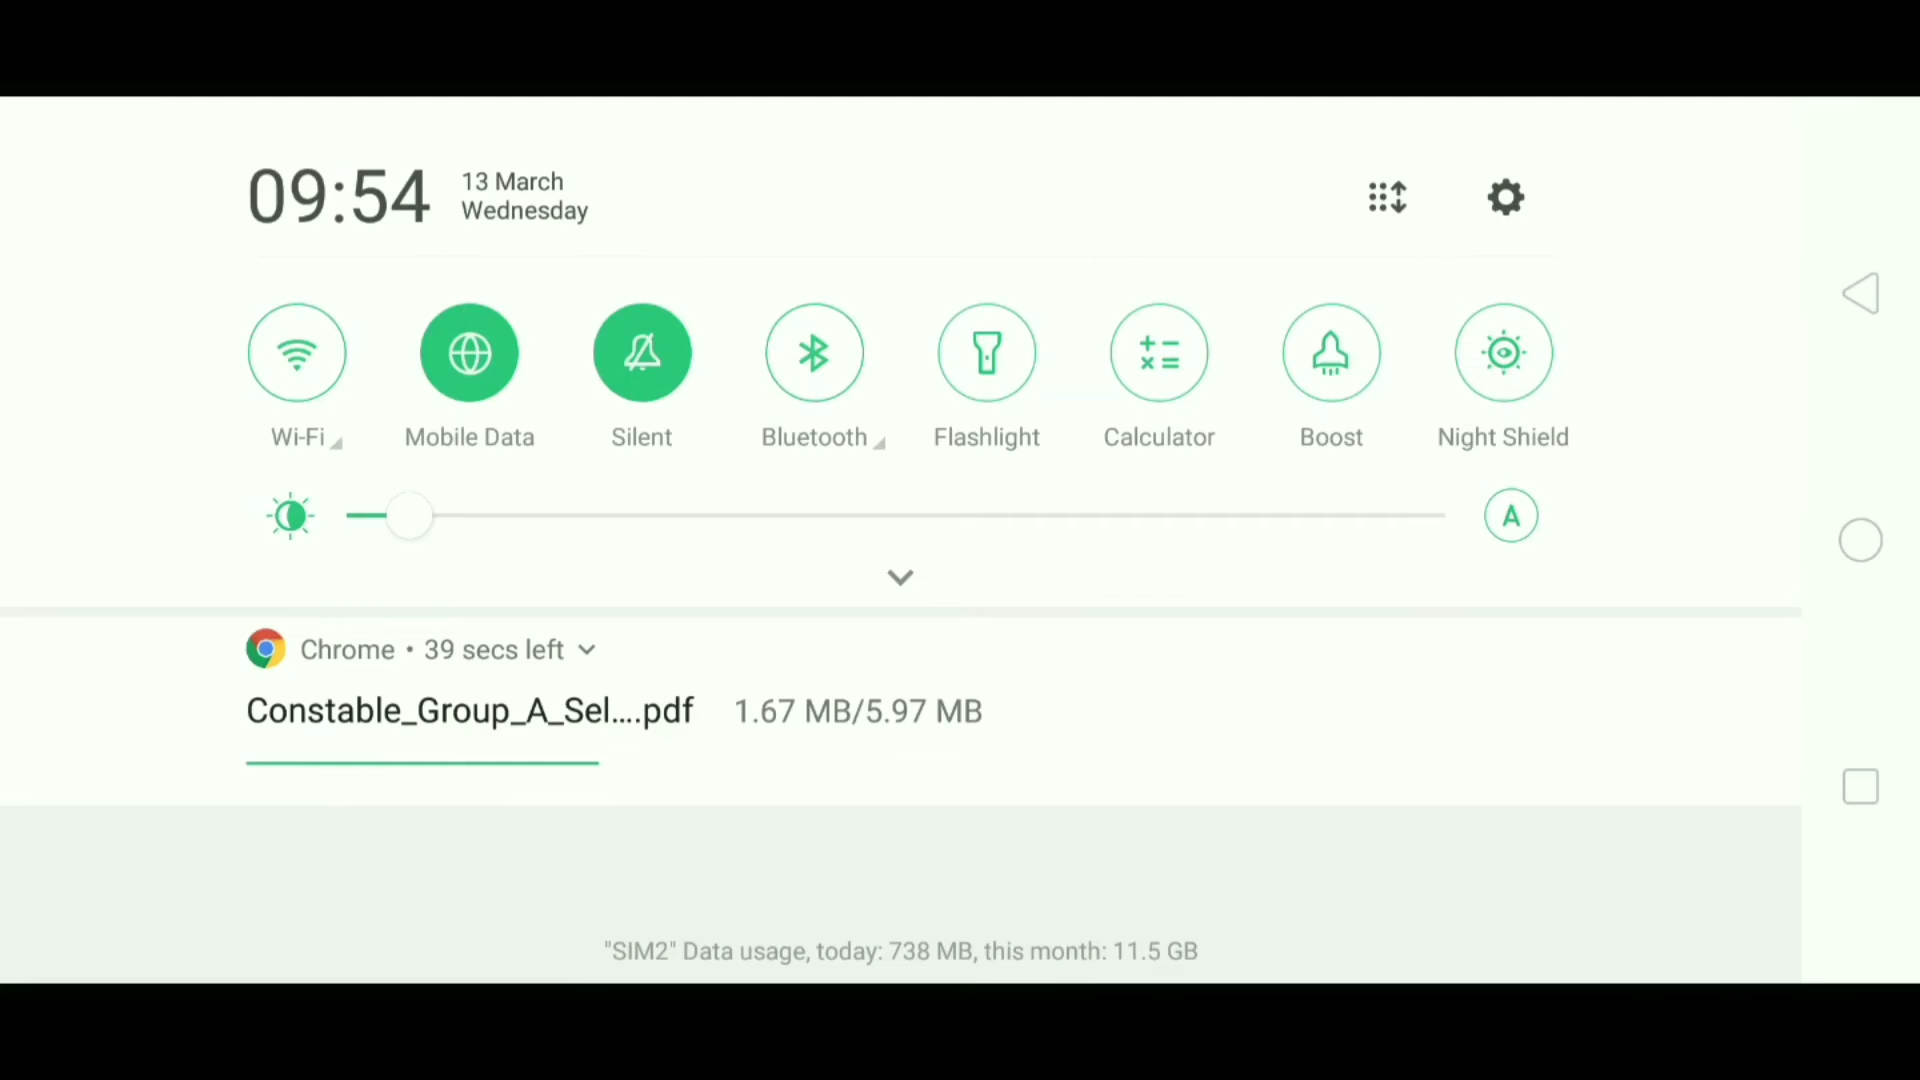 09:54
13 March
Wednesday
Wi-Fi
Mobile Data
Silent
Bluetooth
Flashlight
Calculator
Boost
Night Shield
A
Chrome • 39 secs left
Constable_Group_A_Sel....pdf 1.67 MB/5.97 MB
"SIM2" Data usage, today: 738 MB, this month: 11.5 GB